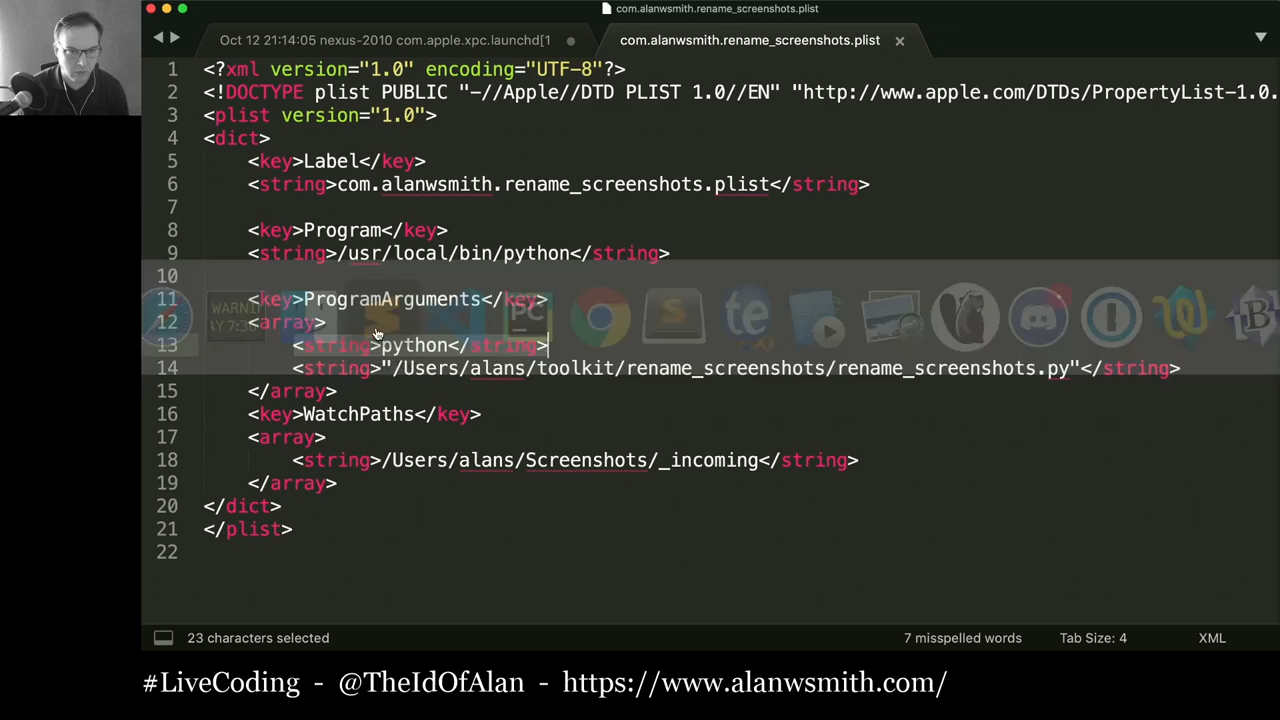 com.alanwsmith.rename_screenshots.plist
Oct 12 21:14:05 nexus-2010 com.apple.xpc.launchd[1
com.alanwsmith.rename_screenshots.plist
1 <?xml version="1.0" encoding="UTF-8"?>
2 <!DOCTYPE plist PUBLIC "-//Apple//DTD PLIST 1.0//EN" "http://www.apple.com/DTDs/PropertyList-1.0.
3 <plist version="1.0">
4 <dict>
5 <key>Label</key>
6 <string>com.alanwsmith.rename_screenshots.plist</string>
7
8 <key>Program</key>
9 <string>/usr/local/bin/python</string>
10
11 <key>ProgramArguments</key>
12 <array>
13 <string>python</string>
14 <string>"/Users/alans/toolkit/rename_screenshots/rename_screenshots.py"</string>
15 </array>
16 <key>WatchPaths</key>
17 <array>
18 <string>/Users/alans/Screenshots/_incoming</string>
19 </array>
20 </dict>
21 </plist>
22
WARNI
AY 7:3
PC
S
te
B
23 characters selected
7 misspelled words
Tab Size: 4
XML
#LiveCoding - @TheIdOfAlan - https://www.alanwsmith.com/